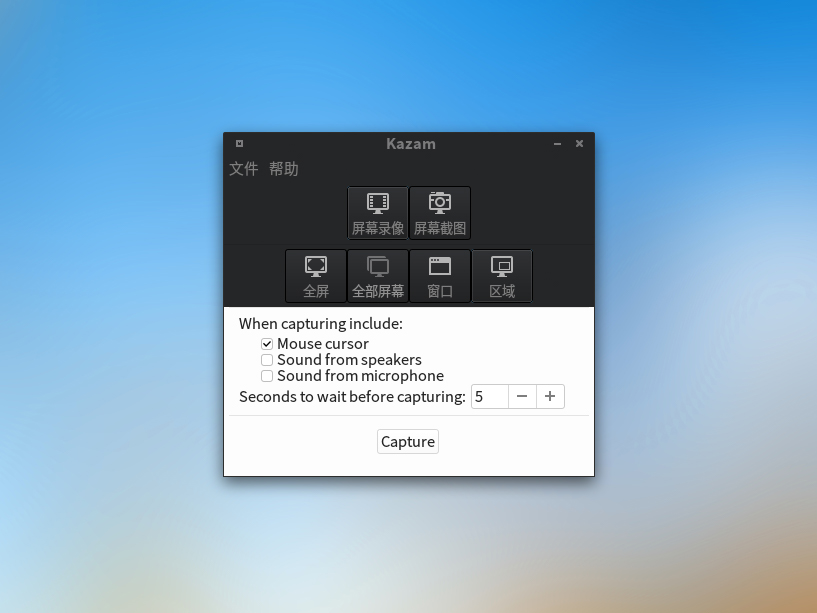 Kazam
文件 帮助
屏幕录像 屏幕截图
全屏 全部屏幕 窗口 区域
When capturing include:
Mouse cursor
Sound from speakers
Sound from microphone
Seconds to wait before capturing: 5
Capture